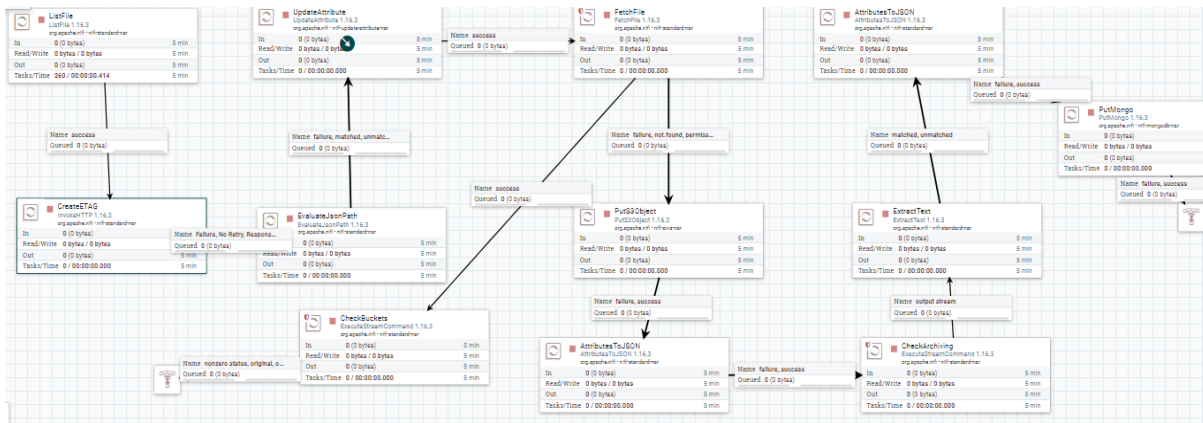 ListFile
ListFile 1.16.3
org.apache.nifi - nifi-standard-nar
In 0 (0 bytes) 5 min
Read/Write 0 bytes / 0 bytes 5 min
Out 0 (0 bytes) 5 min
Tasks/Time 260 / 00:00:00.414 5 min
Name success
Queued 0 (0 bytes)
CreateETAG
InvokeHTTP 1.16.3
org.apache.nifi - nifi-standard-nar
In 0 (0 bytes)
Read/Write 0 bytes / 0 bytes
Out 0 (0 bytes) 5 min
Tasks/Time 0 / 00:00:00.000 5 min
Name Failure, No Retry, Respons...
Queued 0 (0 bytes)
EvaluateJsonPath
EvaluateJsonPath 1.16.3
org.apache.nifi - nifi-standard-nar
0 (0 bytes) 5 min
0 bytes / 0 bytes 5 min
Out 0 (0 bytes) 5 min
Tasks/Time 0 / 00:00:00.000 5 min
Name failure, matched, unmatc...
Queued 0 (0 bytes)
UpdateAttribute
UpdateAttribute 1.16.3
In 0 (0 bytes) 5 min
Read/Write 0 bytes / 0 bytes 5 min
Out 0 (0 bytes) 5 min
Tasks/Time 0 / 00:00:00.000 5 min
Name success
Queued 0 (0 bytes)
FetchFile
FetchFile 1.16.3
org.apache.nifi - nifi-standard-nar
In 0 (0 bytes) 5 min
Read/Write 0 bytes / 0 bytes 5 min
Out 0 (0 bytes) 5 min
Tasks/Time 0 / 00:00:00.000 5 min
Name success
Queued 0 (0 bytes)
CheckBuckets
ExecuteStreamCommand 1.16.3
org.apache.nifi - nifi-standard-nar
In 0 (0 bytes) 5 min
Read/Write 0 bytes / 0 bytes 5 min
Out 0 (0 bytes) 5 min
Tasks/Time 0 / 00:00:00.000 5 min
Name nonzero status, original, o...
Queued 0 (0 bytes)
Name failure, not.found, permiss...
Queued 0 (0 bytes)
PutS3Object
PutS3Object 1.16.3
In 0 (0 bytes) 5 min
Read/Write 0 bytes / 0 bytes 5 min
Out 0 (0 bytes) 5 min
Tasks/Time 0 / 00:00:00.000 5 min
Name failure, success
Queued 0 (0 bytes)
AttributesToJSON
AttributesToJSON 1.16.3
org.apache.nifi - nifi-standard-nar
In 0 (0 bytes) 5 min
Read/Write 0 bytes / 0 bytes 5 min
Out 0 (0 bytes) 5 min
Tasks/Time 0 / 00:00:00.000 5 min
Name failure, success
Queued 0 (0 bytes)
CheckArchiving
ExecuteStreamCommand 1.16.3
org.apache.nifi - nifi-standard-nar
In 0 (0 bytes) 5 min
Read/Write 0 bytes / 0 bytes 5 min
Out 0 (0 bytes) 5 min
Tasks/Time 0 / 00:00:00.000 5 min
Name output stream
Queued 0 (0 bytes)
ExtractText
ExtractText 1.16.3
org.apache.nifi - nifi-standard-nar
In 0 (0 bytes) 5 min
Read/Write 0 bytes / 0 bytes 5 min
Out 0 (0 bytes) 5 min
Tasks/Time 0 / 00:00:00.000 5 min
Name matched, unmatched
Queued 0 (0 bytes)
AttributesToJSON
AttributesToJSON 1.16.3
org.apache.nifi - nifi-standard-nar
In 0 (0 bytes) 5 min
Read/Write 0 bytes / 0 bytes 5 min
Out 0 (0 bytes) 5 min
Tasks/Time 0 / 00:00:00.000
Name failure, success
Queued 0 (0 bytes)
PutMongo
PutMongo 1.16.3
In 0 (0 bytes) 5 min
Read/Write 0 bytes / 0 bytes 5 min
Out 0 (0 bytes) 5 min
Tasks/Time 0 / 00:00:00.000
Name failure, success
Queued 0 (0 bytes)